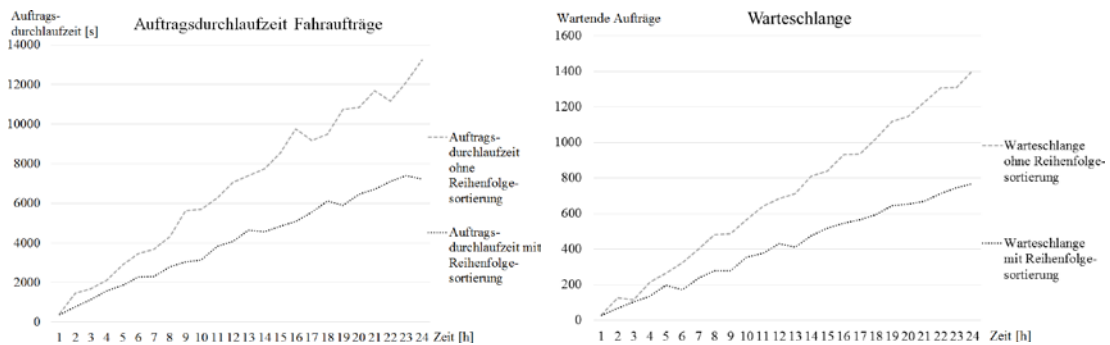 Auftrags-
durchlaufzeit [s]
Auftragsdurchlaufzeit Fahraufträge
14000
12000
10000
8000
6000
4000
2000
0
1 2 3 4 5 6 7 8 9 10 11 12 13 14 15 16 17 18 19 20 21 22 23 24 Zeit [h]
Auftrags-
durchlaufzeit
ohne
Reihenfolge-
sortierung
Auftrags-
durchlaufzeit mit
Reihenfolge-
sortierung
Wartende Aufträge
Warteschlange
1600
1400
1200
1000
800
600
400
200
0
1 2 3 4 5 6 7 8 9 10 11 12 13 14 15 16 17 18 19 20 21 22 23 24 Zeit [h]
Warteschlange
ohne Reihenfolge-
sortierung
Warteschlange
mit Reihenfolge-
sortierung